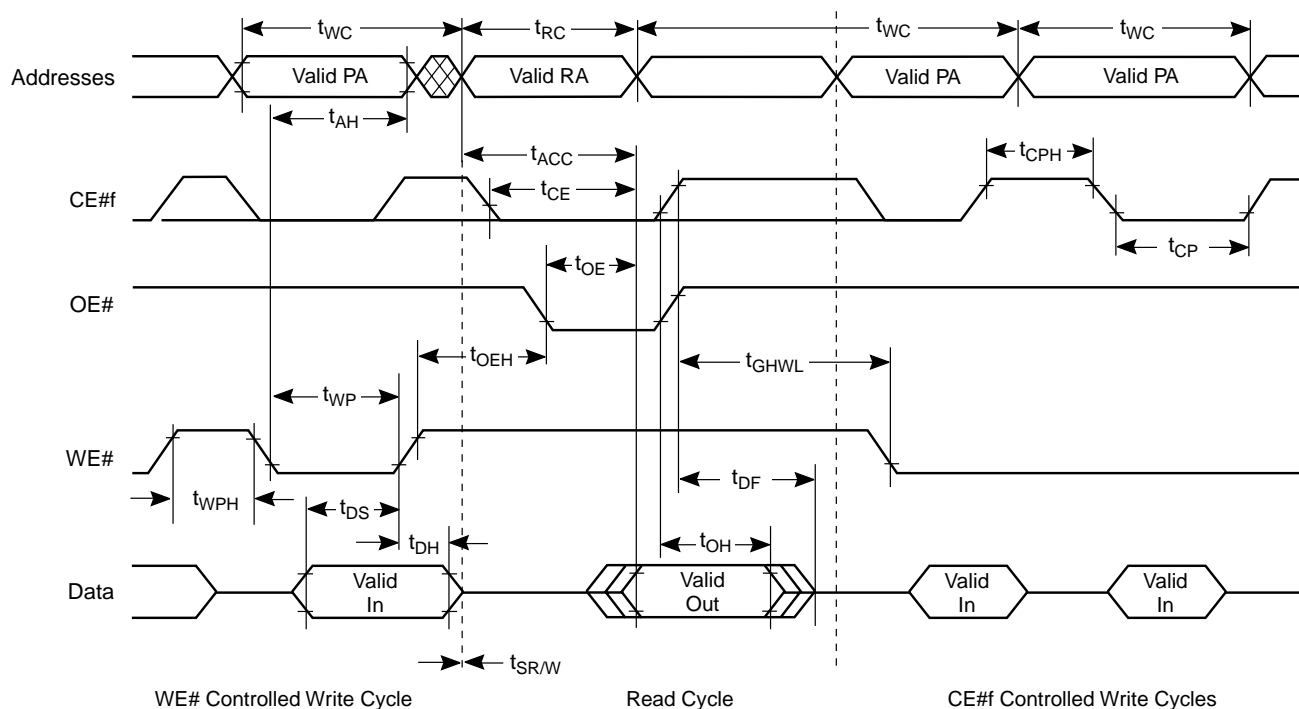 tWC tRC tWC tWC
Addresses Valid PA Valid RA Valid PA Valid PA
tAH
tACC tCPH
CE#f tCE
tCP
tOE
OE#
tOEH tGHWL
tWP
WE#
tWPH tDS tDF
tDH tOH
Data Valid In Valid Out Valid In Valid In
tSR/W
WE# Controlled Write Cycle Read Cycle CE#f Controlled Write Cycles